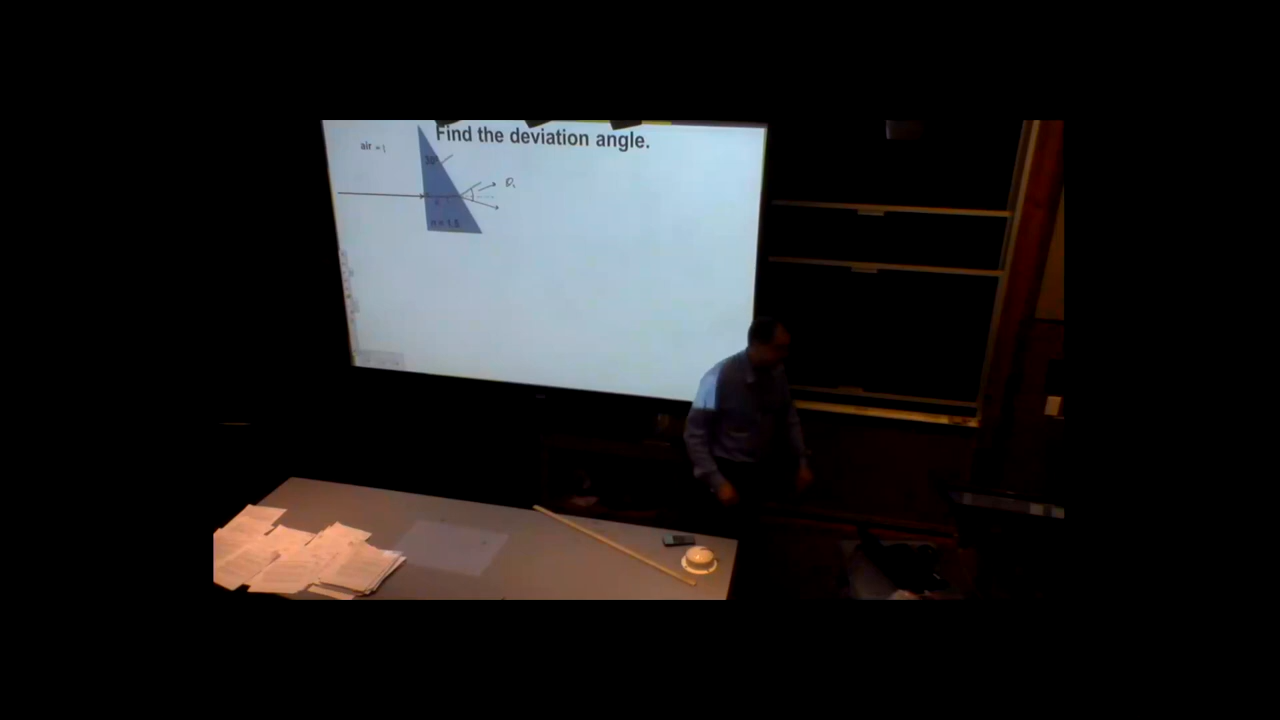 Find the deviation angle.
air = 1
30°
n = 1.5